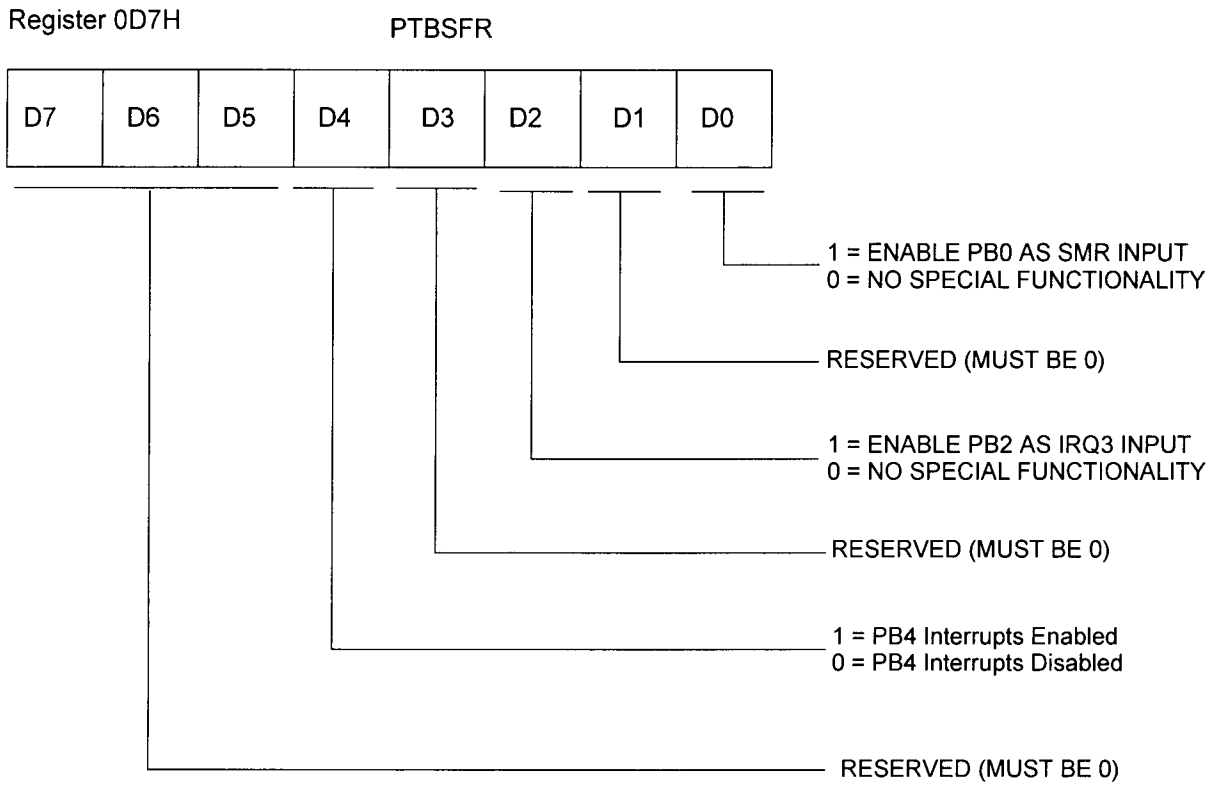 Register 0D7H
PTBSFR
D7 D6 D5 D4 D3 D2 D1 D0
1 = ENABLE PB0 AS SMR INPUT
0 = NO SPECIAL FUNCTIONALITY
RESERVED (MUST BE 0)
1 = ENABLE PB2 AS IRQ3 INPUT
0 = NO SPECIAL FUNCTIONALITY
RESERVED (MUST BE 0)
1 = PB4 Interrupts Enabled
0 = PB4 Interrupts Disabled
RESERVED (MUST BE 0)